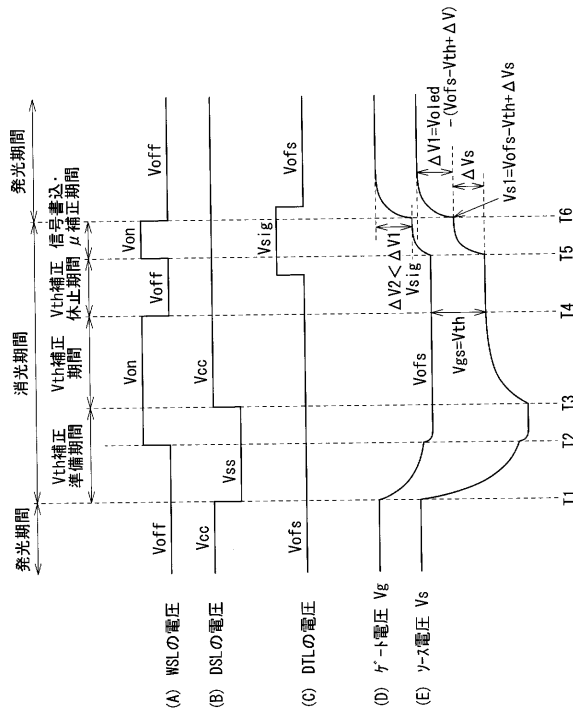 発光期間
消光期間
発光期間
Vth補正
準備期間
Vth補正
期間
Vth補正
休止期間
信号書込・
μ補正期間
(A) WSLの電圧
Voff
Von
Voff
Von
Voff
(B) DSLの電圧
Vcc
Vss
Vcc
(C) DTLの電圧
Vofs
Vsig
Vofs
(D) ゲート電圧 Vg
Vofs
ΔV2<ΔV1
Vsig
(E) ソース電圧 Vs
Vgs=Vth
ΔV1=Voled
-(Vofs-Vth+ΔV)
ΔVs
Vs1=Vofs-Vth+ΔVs
T1
T2
T3
T4
T5
T6